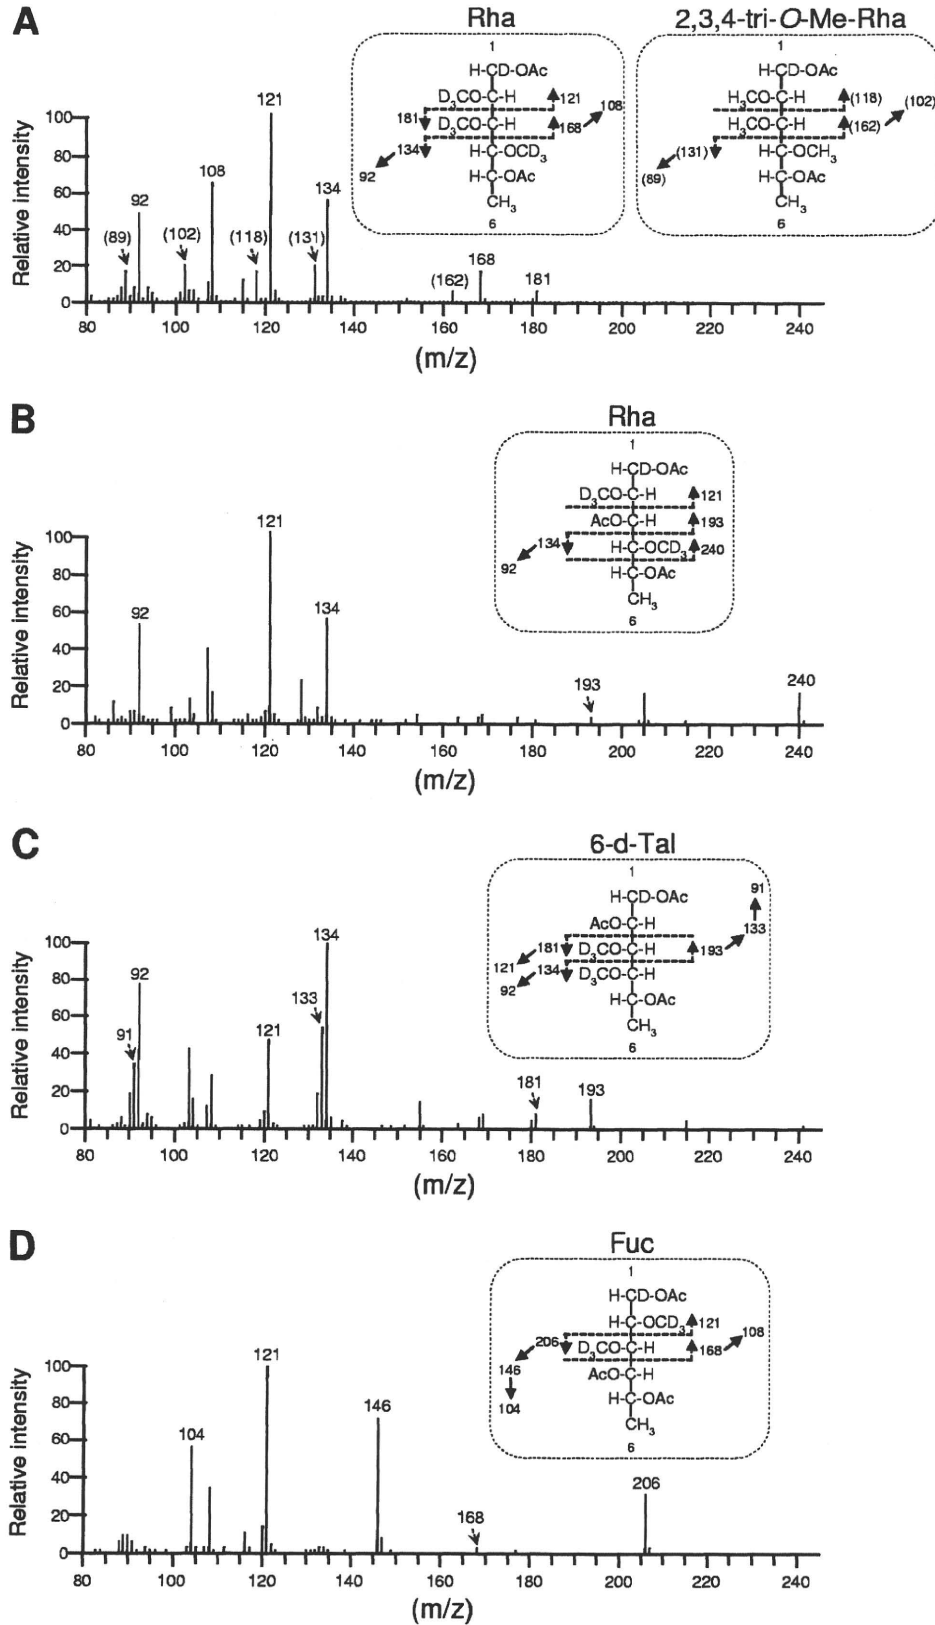 A
Rha
2,3,4-tri-O-Me-Rha
1
H-CD-OAc
D3CO-C-H
121
181
D3CO-C-H
168
108
134
H-C-OCD3
92
H-C-OAc
CH3
6
1
H-CD-OAc
H3CO-C-H
(118)
(102)
H3CO-C-H
(162)
(131)
H-C-OCH3
(89)
H-C-OAc
CH3
6
Relative intensity
100
80
60
40
20
0
(89)
92
(102)
108
(118)
121
(131)
134
(162)
168
181
80 100 120 140 160 180 200 220 240
(m/z)
B
Rha
1
H-CD-OAc
D3CO-C-H
121
AcO-C-H
193
134
H-C-OCD3
240
92
H-C-OAc
CH3
6
Relative intensity
100
80
60
40
20
0
92
121
134
193
240
80 100 120 140 160 180 200 220 240
(m/z)
C
6-d-Tal
1
H-CD-OAc
91
AcO-C-H
133
181
D3CO-C-H
193
121
134
D3CO-C-H
92
H-C-OAc
CH3
6
Relative intensity
100
80
60
40
20
0
91
92
121
133
134
181
193
80 100 120 140 160 180 200 220 240
(m/z)
D
Fuc
1
H-CD-OAc
H-C-OCD3
121
108
206
D3CO-C-H
168
146
AcO-C-H
104
H-C-OAc
CH3
6
Relative intensity
100
80
60
40
20
0
104
121
146
168
206
80 100 120 140 160 180 200 220 240
(m/z)